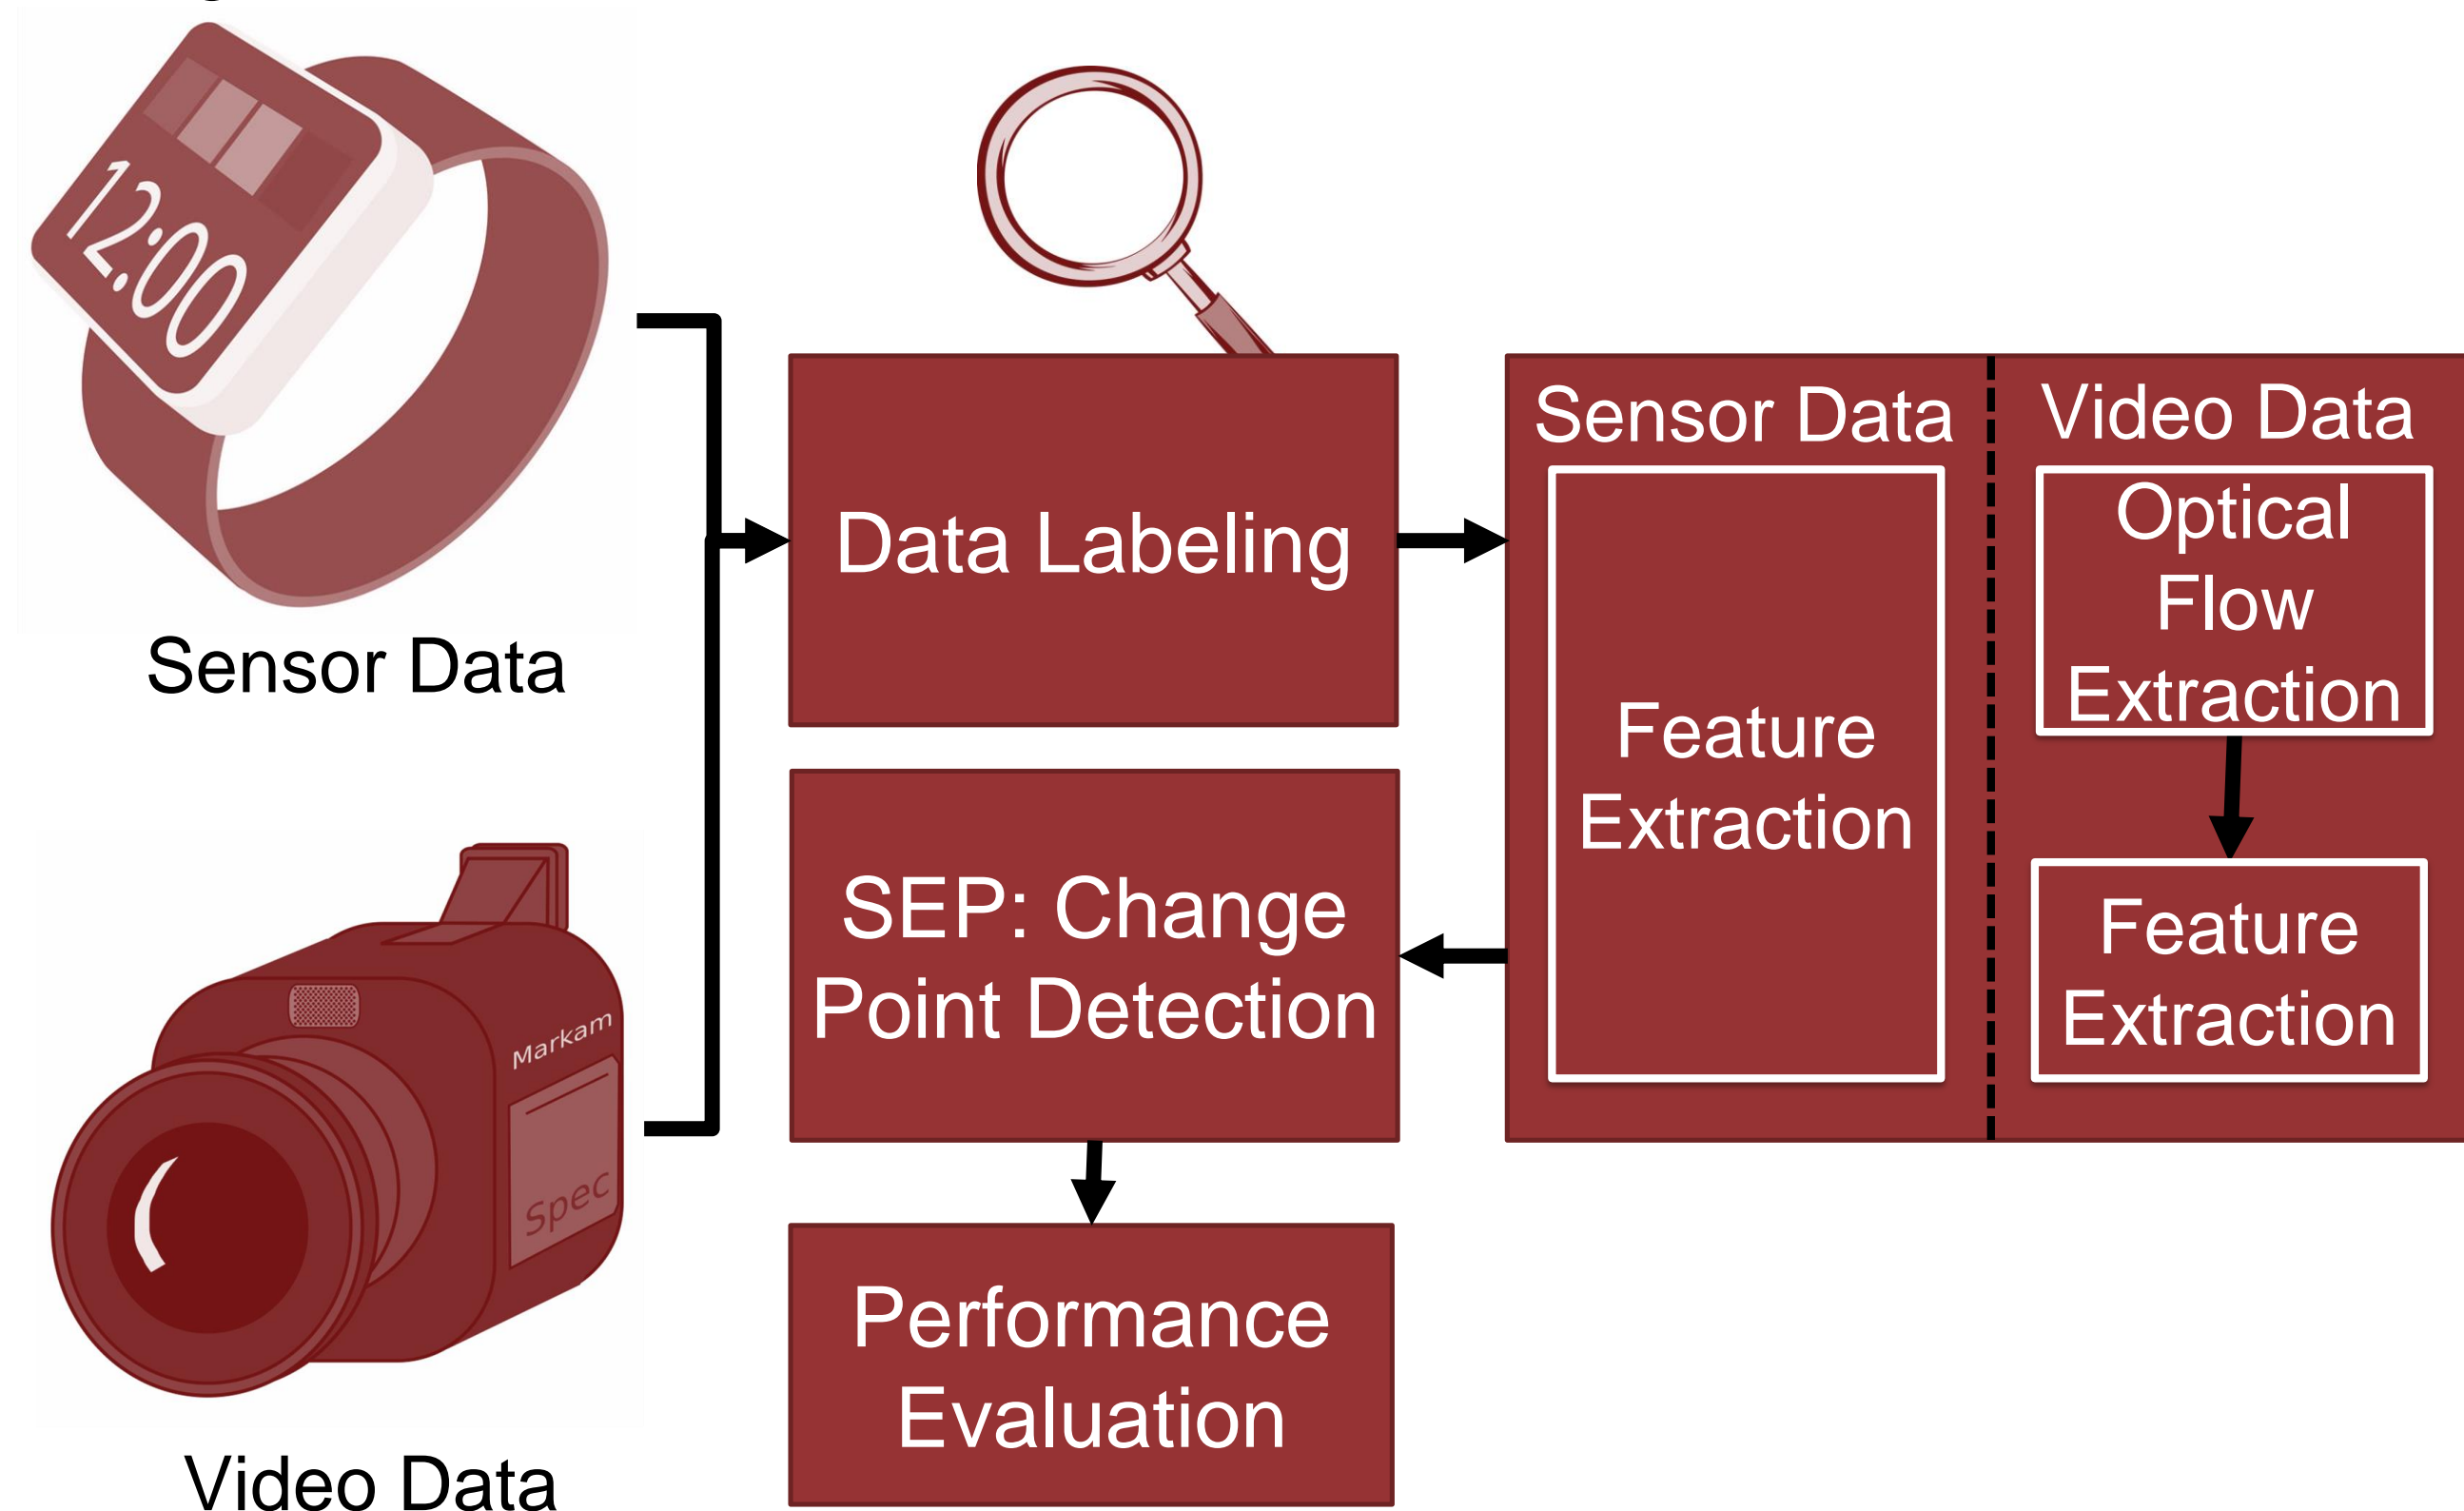 12:00
Sensor Data
Markam
Spec
Video Data
Data Labeling
SEP: Change
Point Detection
Performance
Evaluation
Sensor Data
Feature
Extraction
Video Data
Optical
Flow
Extraction
Feature
Extraction